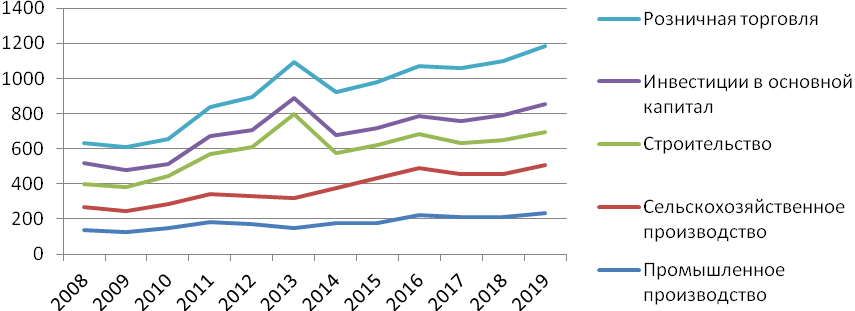 1400
1200
1000
800
600
400
200
0
2008
2009
2010
2011
2012
2013
2014
2015
2016
2017
2018
2019
Розничная торговля
Инвестиции в основной
капитал
Строительство
Сельскохозяйственное
производство
Промышленное
производство